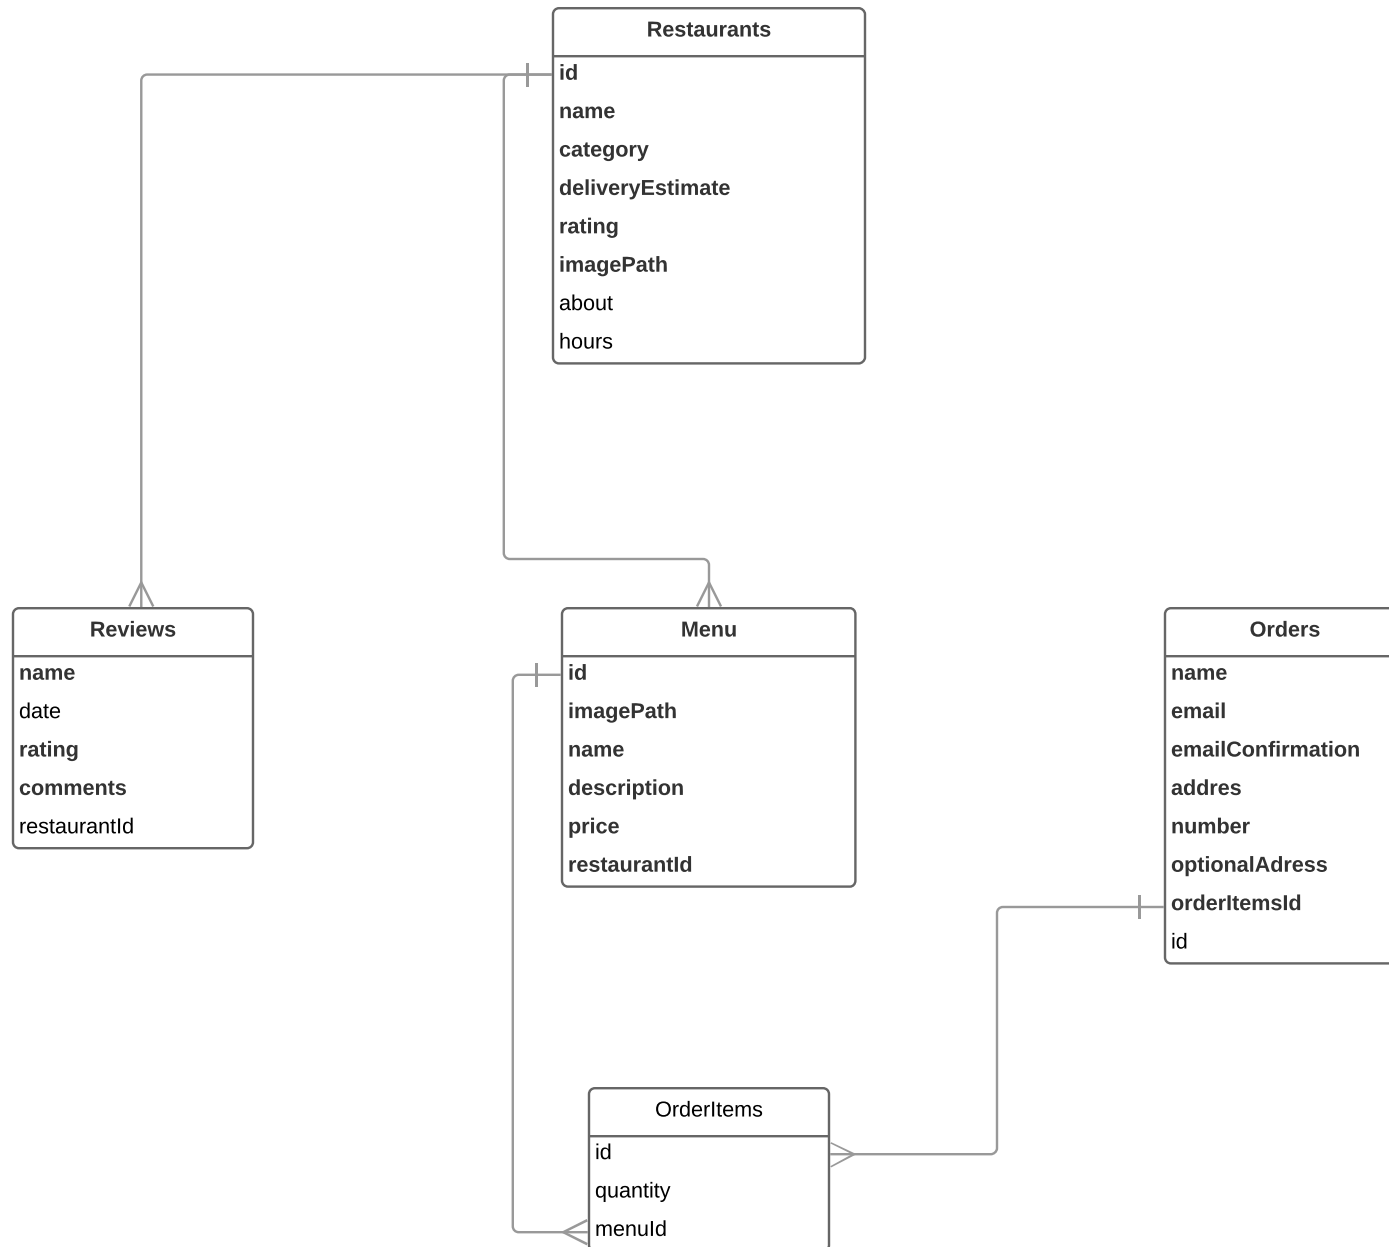 Restaurants
id
name
category
deliveryEstimate
rating
imagePath
about
hours
Reviews
name
date
rating
comments
restaurantId
Menu
id
imagePath
name
description
price
restaurantId
Orders
name
email
emailConfirmation
addres
number
optionalAdress
orderItemsId
id
OrderItems
id
quantity
menuId